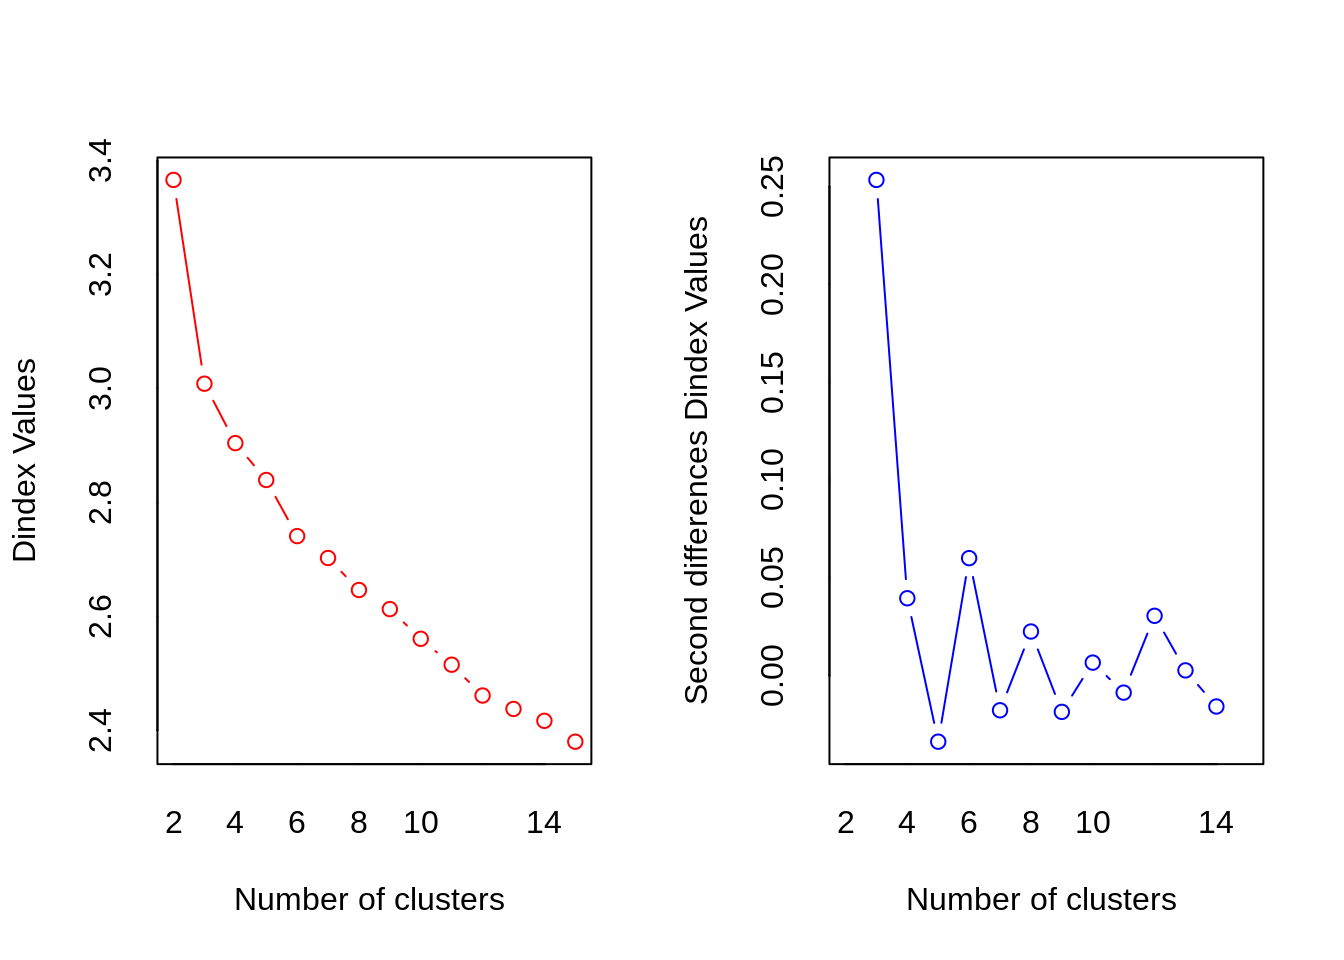 Dindex Values
3.4
3.2
3.0
2.8
2.6
2.4
2 4 6 8 10 14
Number of clusters
Second differences Dindex Values
0.25
0.20
0.15
0.10
0.05
0.00
2 4 6 8 10 14
Number of clusters